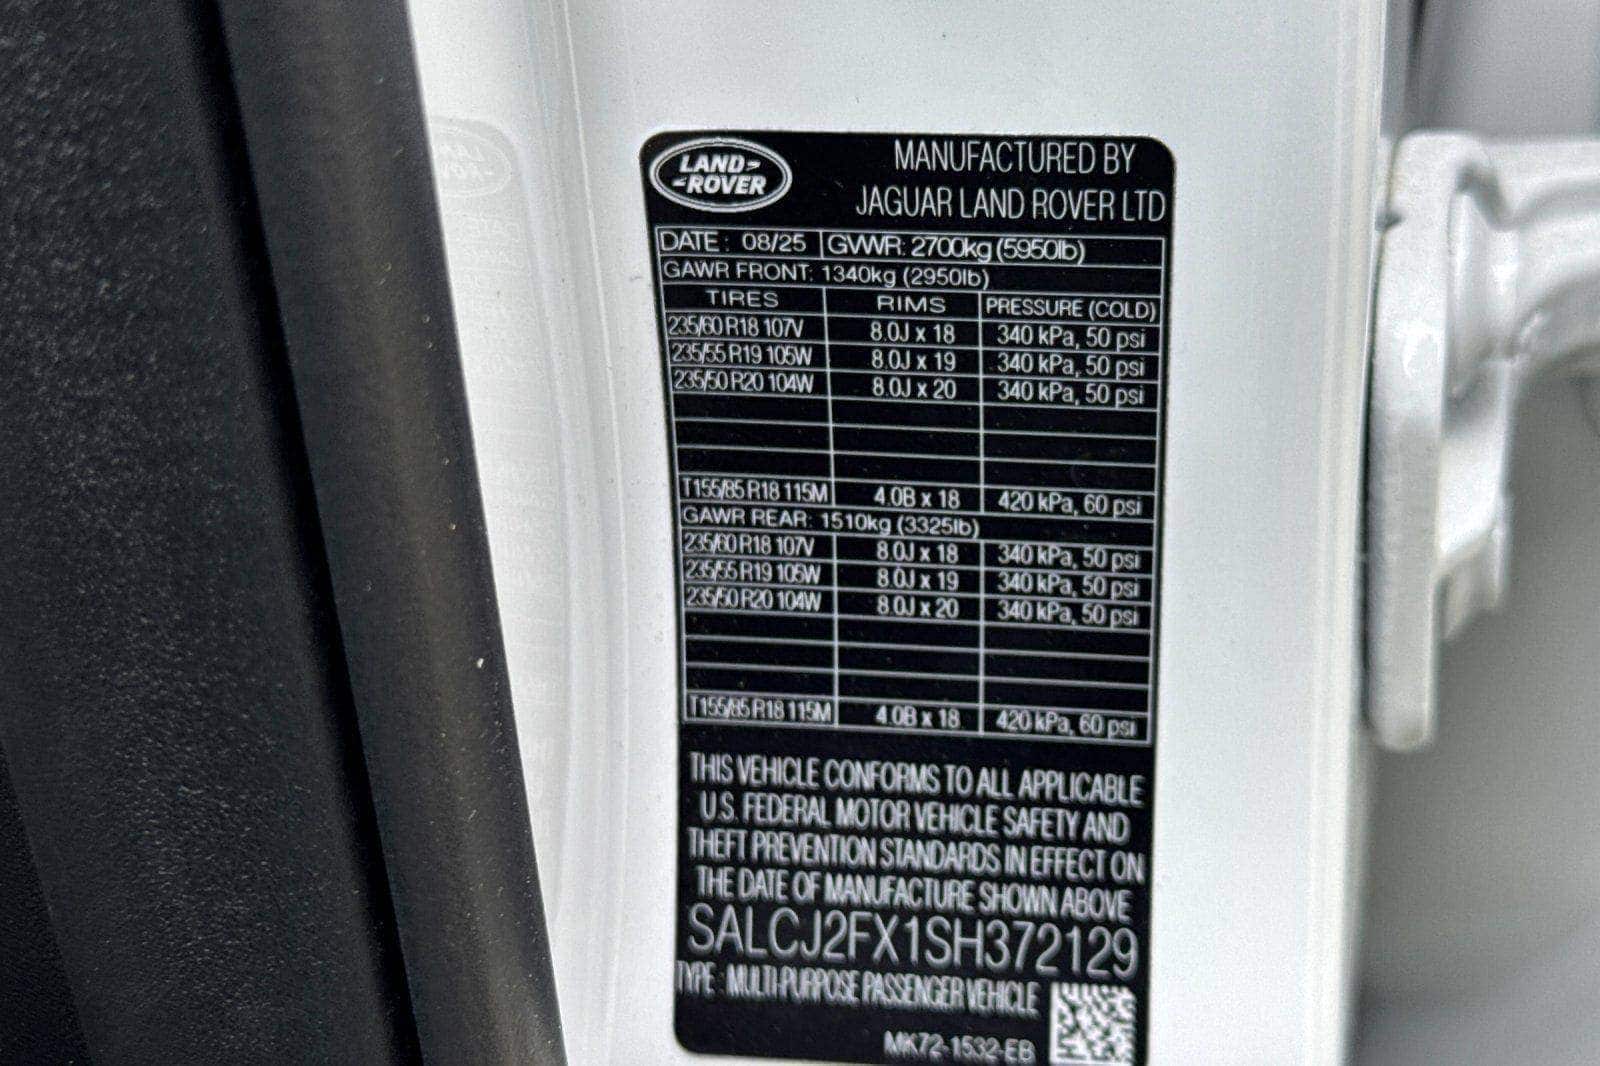 LAND-
-ROVER
MANUFACTURED BY
JAGUAR LAND ROVER LTD
DATE : 08/25 GVWR: 2700kg (5950lb)
GAWR FRONT: 1340kg (2950lb)
TIRES RIMS PRESSURE (COLD)
235/60 R18 107V 8.0J x 18 340 kPa, 50 psi
235/55 R19 105W 8.0J x 19 340 kPa, 50 psi
235/50 R20 104W 8.0J x 20 340 kPa, 50 psi
T155/85 R18 115M 4.0B x 18 420 kPa, 60 psi
GAWR REAR: 1510kg (3325lb)
235/60 R18 107V 8.0J x 18 340 kPa, 50 psi
235/55 R19 105W 8.0J x 19 340 kPa, 50 psi
235/50 R20 104W 8.0J x 20 340 kPa, 50 psi
T155/85 R18 115M 4.0B x 18 420 kPa, 60 psi
THIS VEHICLE CONFORMS TO ALL APPLICABLE
U.S. FEDERAL MOTOR VEHICLE SAFETY AND
THEFT PREVENTION STANDARDS IN EFFECT ON
THE DATE OF MANUFACTURE SHOWN ABOVE
SALCJ2FX1SH372129
TYPE : MULTI-PURPOSE PASSENGER VEHICLE
MK72-1532-EB